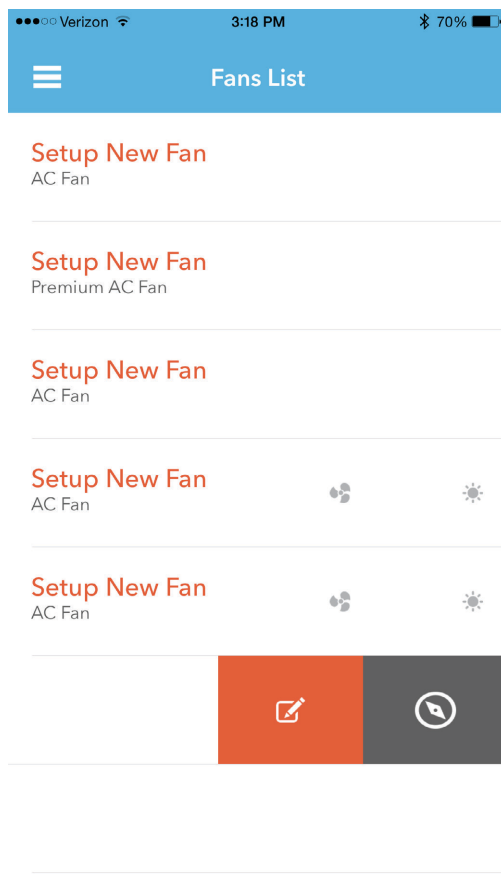 Verizon 3:18 PM 70%
Fans List
Setup New Fan
AC Fan
Setup New Fan
Premium AC Fan
Setup New Fan
AC Fan
Setup New Fan
AC Fan
Setup New Fan
AC Fan